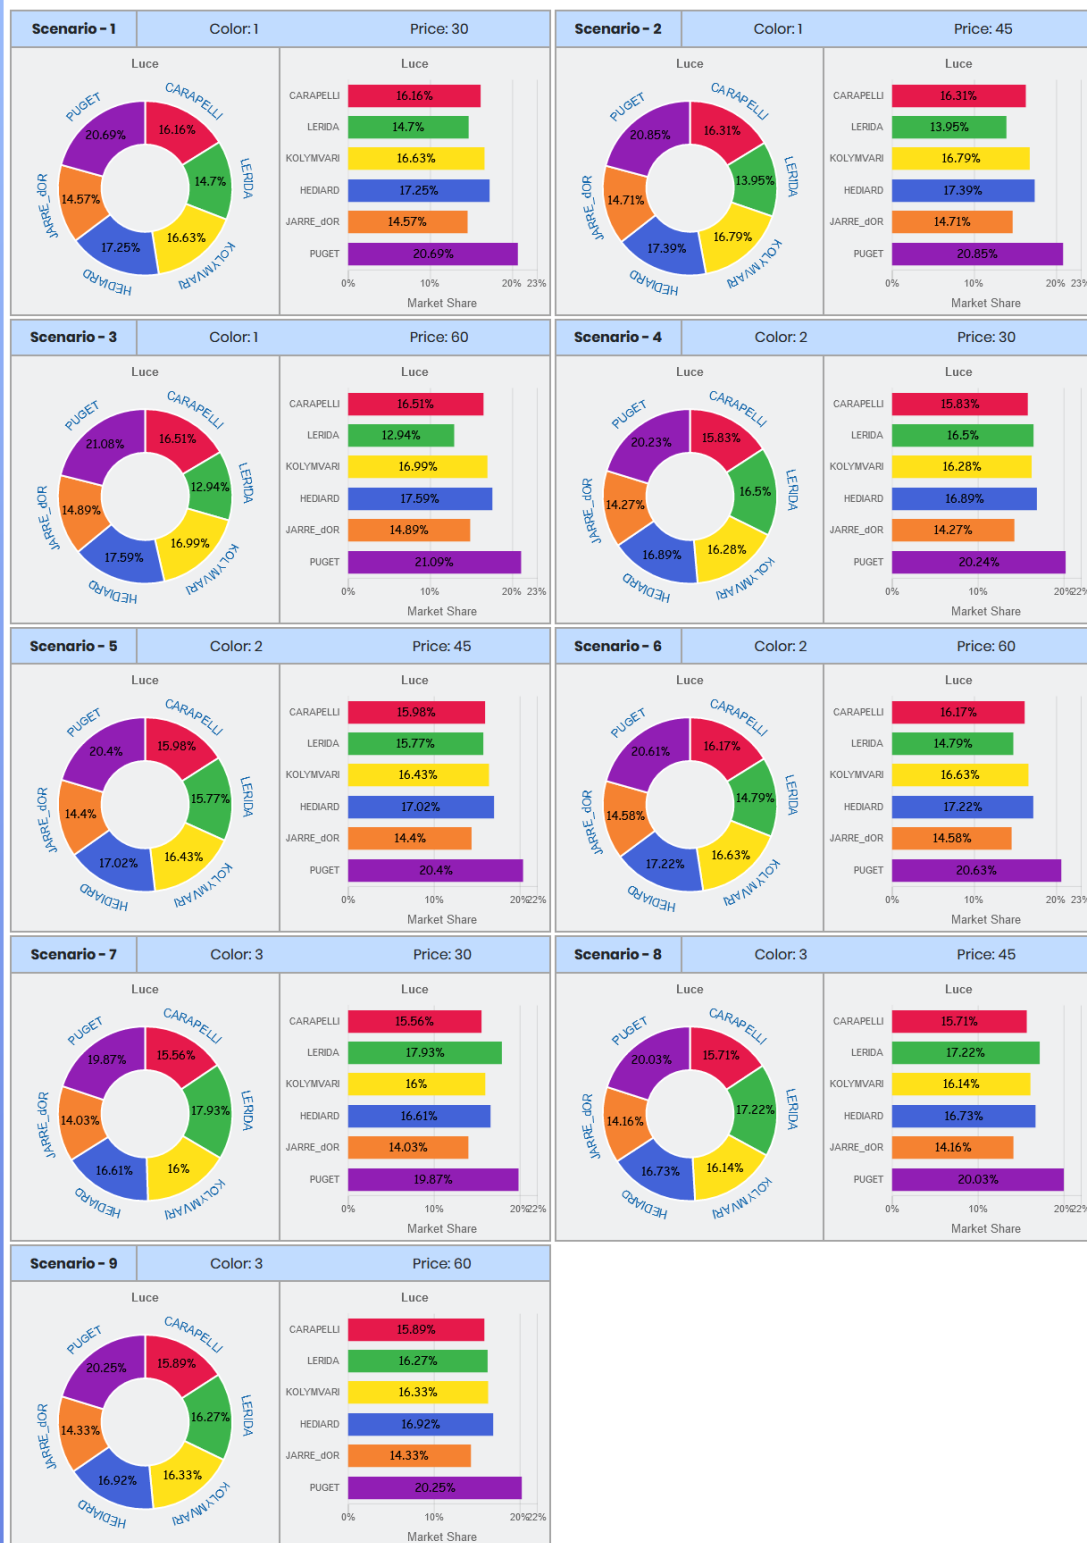 Scenario - 1 Color: 1 Price: 30
Luce
PUGET
CARAPELLI
20.69% 16.16%
14.7% LERIDA
JARRE_dOR 14.57%
17.25% 16.63%
HEDIARD KOLYMVARI
Luce
CARAPELLI 16.16%
LERIDA 14.7%
KOLYMVARI 16.63%
HEDIARD 17.25%
JARRE_dOR 14.57%
PUGET 20.69%
0% 10% 20% 23%
Market Share
Scenario - 2 Color: 1 Price: 45
Luce
PUGET
CARAPELLI
20.85% 16.31%
13.95% LERIDA
JARRE_dOR 14.71%
17.39% 16.79%
HEDIARD KOLYMVARI
Luce
CARAPELLI 16.31%
LERIDA 13.95%
KOLYMVARI 16.79%
HEDIARD 17.39%
JARRE_dOR 14.71%
PUGET 20.85%
0% 10% 20% 23%
Market Share
Scenario - 3 Color: 1 Price: 60
Luce
PUGET
CARAPELLI
21.08% 16.51%
12.94% LERIDA
JARRE_dOR 14.89%
17.59% 16.99%
HEDIARD KOLYMVARI
Luce
CARAPELLI 16.51%
LERIDA 12.94%
KOLYMVARI 16.99%
HEDIARD 17.59%
JARRE_dOR 14.89%
PUGET 21.09%
0% 10% 20% 23%
Market Share
Scenario - 4 Color: 2 Price: 30
Luce
PUGET
CARAPELLI
20.23% 15.83%
16.5% LERIDA
JARRE_dOR 14.27%
16.89% 16.28%
HEDIARD KOLYMVARI
Luce
CARAPELLI 15.83%
LERIDA 16.5%
KOLYMVARI 16.28%
HEDIARD 16.89%
JARRE_dOR 14.27%
PUGET 20.24%
0% 10% 20% 22%
Market Share
Scenario - 5 Color: 2 Price: 45
Luce
PUGET
CARAPELLI
20.4% 15.98%
15.77% LERIDA
JARRE_dOR 14.4%
17.02% 16.43%
HEDIARD KOLYMVARI
Luce
CARAPELLI 15.98%
LERIDA 15.77%
KOLYMVARI 16.43%
HEDIARD 17.02%
JARRE_dOR 14.4%
PUGET 20.4%
0% 10% 20% 22%
Market Share
Scenario - 6 Color: 2 Price: 60
Luce
PUGET
CARAPELLI
20.61% 16.17%
14.79% LERIDA
JARRE_dOR 14.58%
17.22% 16.63%
HEDIARD KOLYMVARI
Luce
CARAPELLI 16.17%
LERIDA 14.79%
KOLYMVARI 16.63%
HEDIARD 17.22%
JARRE_dOR 14.58%
PUGET 20.63%
0% 10% 20% 23%
Market Share
Scenario - 7 Color: 3 Price: 30
Luce
PUGET
CARAPELLI
19.87% 15.56%
17.93% LERIDA
JARRE_dOR 14.03%
16.61% 16%
HEDIARD KOLYMVARI
Luce
CARAPELLI 15.56%
LERIDA 17.93%
KOLYMVARI 16%
HEDIARD 16.61%
JARRE_dOR 14.03%
PUGET 19.87%
0% 10% 20% 22%
Market Share
Scenario - 8 Color: 3 Price: 45
Luce
PUGET
CARAPELLI
20.03% 15.71%
17.22% LERIDA
JARRE_dOR 14.16%
16.73% 16.14%
HEDIARD KOLYMVARI
Luce
CARAPELLI 15.71%
LERIDA 17.22%
KOLYMVARI 16.14%
HEDIARD 16.73%
JARRE_dOR 14.16%
PUGET 20.03%
0% 10% 20% 22%
Market Share
Scenario - 9 Color: 3 Price: 60
Luce
PUGET
CARAPELLI
20.25% 15.89%
16.27% LERIDA
JARRE_dOR 14.33%
16.92% 16.33%
HEDIARD KOLYMVARI
Luce
CARAPELLI 15.89%
LERIDA 16.27%
KOLYMVARI 16.33%
HEDIARD 16.92%
JARRE_dOR 14.33%
PUGET 20.25%
0% 10% 20% 22%
Market Share